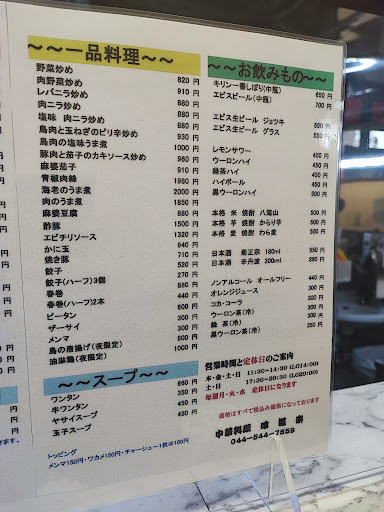 ～～一品料理～～
野菜炒め 820 円
肉野菜炒め 910 円
レバニラ炒め 910 円
肉ニラ炒め 880 円
塩味 肉ニラ炒め 910 円
鳥肉と玉ねぎのピリ辛炒め 円
鳥肉の塩味うま煮 1000 円
豚肉と茄子のカキソース炒め 960 円
麻婆茄子 910 円
青椒肉絲 980 円
海老のうま煮 2000 円
肉のうま煮 1850 円
麻婆豆腐 880 円
酢豚 円
エビチリソース 円
かに玉 940 円
焼き豚 円
餃子 円
餃子(ハーフ)3個 円
春巻 円
春巻(ハーフ)2本 円
ピータン 円
ザーサイ 円
メンマ 円
鳥の唐揚げ(夜限定) 円
油淋鶏(夜限定) 1000 円
～～スープ～～
ワンタン 660 円
半ワンタン 350 円
ヤサイスープ 450 円
玉子スープ 450 円
トッピング
メンマ150円・ワカメ150円・チャーシュー1枚@100円
～～お飲みもの～～
キリン一番しぼり(中瓶) 650 円
エビスビール(中瓶) 700 円
エビス生ビール ジョッキ 620 円
エビス生ビール グラス 550 円
レモンサワー 450 円
ウーロンハイ 450 円
緑茶ハイ 450 円
ハイボール 450 円
黒ウーロンハイ 500 円
本格 米 焼酎 八海山 500 円
本格 芋 焼酎 からり芋 500 円
本格 麦 焼酎 わら麦 500 円
日本酒 菊正宗 180ml 550 円
日本酒 辛丹波 300ml 890 円
ノンアルコール オールフリー 440 円
オレンジジュース 300 円
コカ・コーラ 300 円
ウーロン茶(冷) 300 円
緑 茶(冷) 300 円
黒ウーロン茶(冷) 350 円
営業時間と定休日のご案内
木・金・土・日 11:30-14:30 (LO14:00)
土・日 17:30-20:30 (LO20:00)
毎週月・火・水 定休日になります
価格はすべて税込み価格になっております
中華料理
044-544-7559